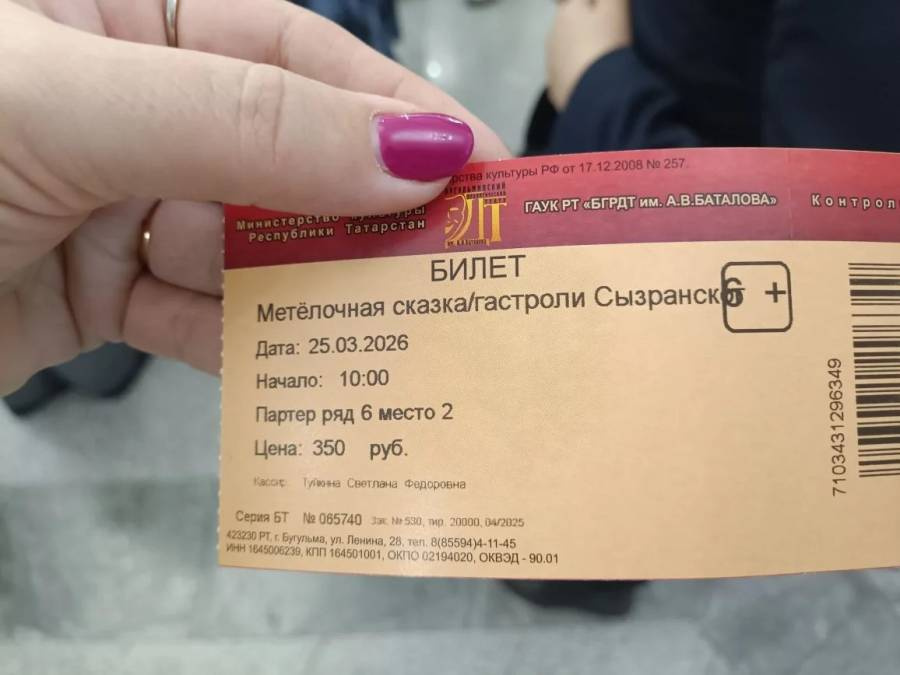 рства культуры РФ от 17.12.2008 № 257.
Министерство культуры
Республики Татарстан
ГАУК РТ «БГРДТ им. А.В.БАТАЛОВА»
Контрол
БИЛЕТ
Метёлочная сказка/гастроли Сызранског
6 +
Дата: 25.03.2026
Начало: 10:00
Партер ряд 6 место 2
Цена: 350 руб.
Кассир: Туйкина Светлана Федоровна
Серия БТ № 065740 Зак. № 530, тир. 20000, 04/2025
423230 РТ, г. Бугульма, ул. Ленина, 28, тел. 8(85594)4-11-45
ИНН 1645006239, КПП 164501001, ОКПО 02194020, ОКВЭД - 90.01
7103431296349